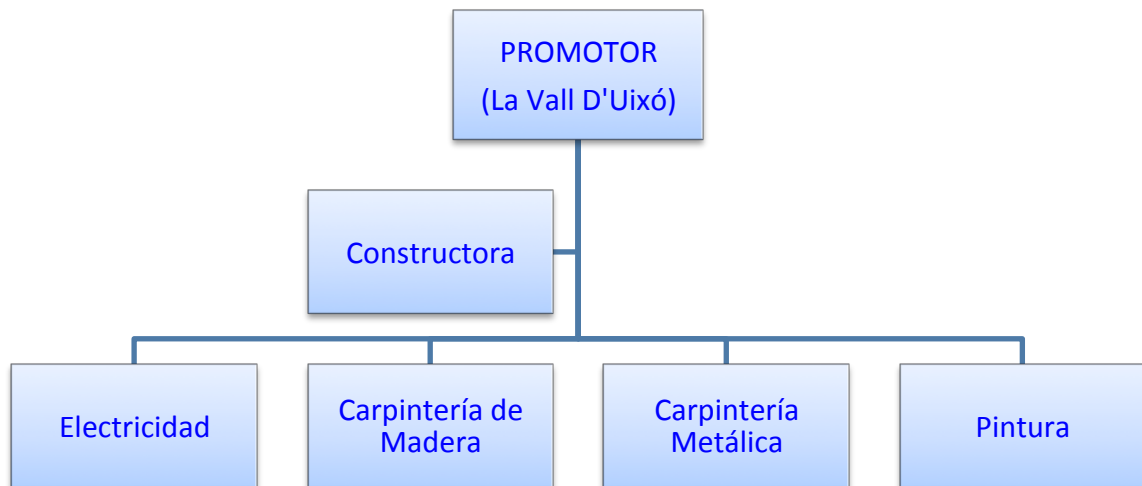 PROMOTOR
(La Vall D'Uixó)
Constructora
Electricidad
Carpintería de
Madera
Carpintería
Metálica
Pintura